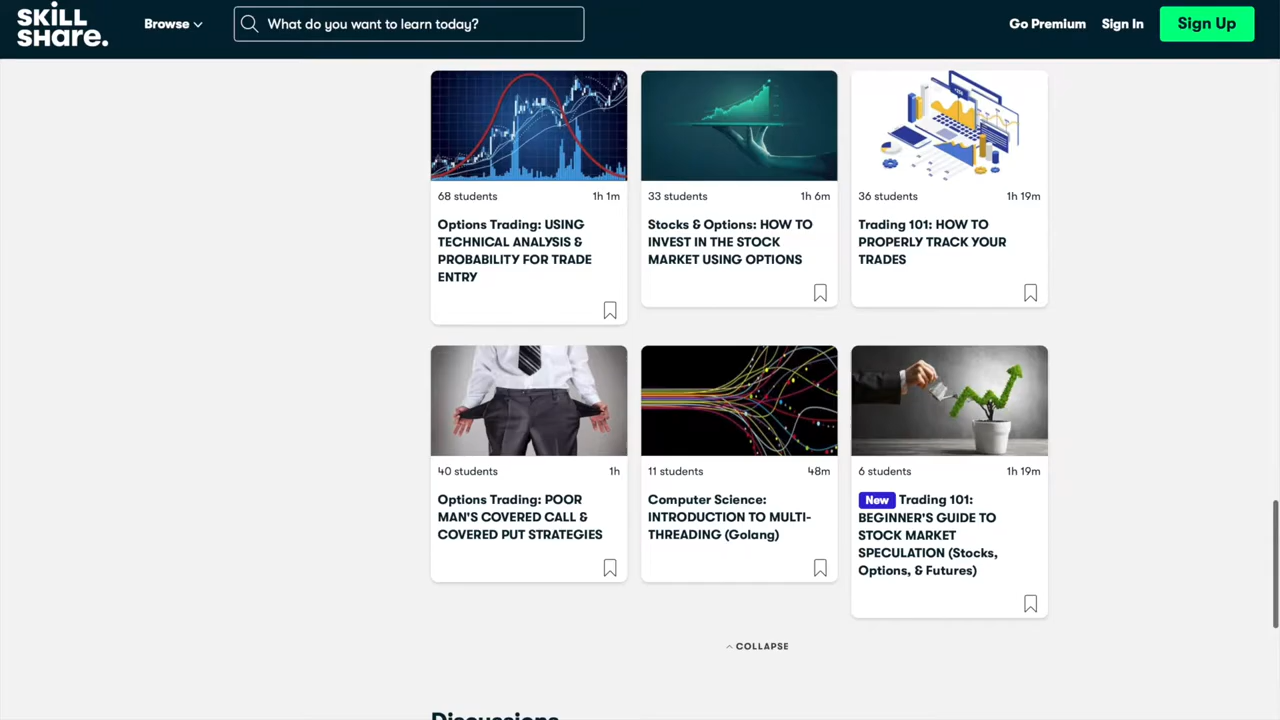 SKILL
SHARE.
Browse
What do you want to learn today?
Go Premium
Sign In
Sign Up
68 students
1h 1m
Options Trading: USING
TECHNICAL ANALYSIS &
PROBABILITY FOR TRADE
ENTRY
33 students
1h 6m
Stocks & Options: HOW TO
INVEST IN THE STOCK
MARKET USING OPTIONS
36 students
1h 19m
Trading 101: HOW TO
PROPERLY TRACK YOUR
TRADES
40 students
1h
Options Trading: POOR
MAN'S COVERED CALL &
COVERED PUT STRATEGIES
11 students
48m
Computer Science:
INTRODUCTION TO MULTI-
THREADING (Golang)
6 students
1h 19m
New Trading 101:
BEGINNER'S GUIDE TO
STOCK MARKET
SPECULATION (Stocks,
Options, & Futures)
COLLAPSE
Discussions